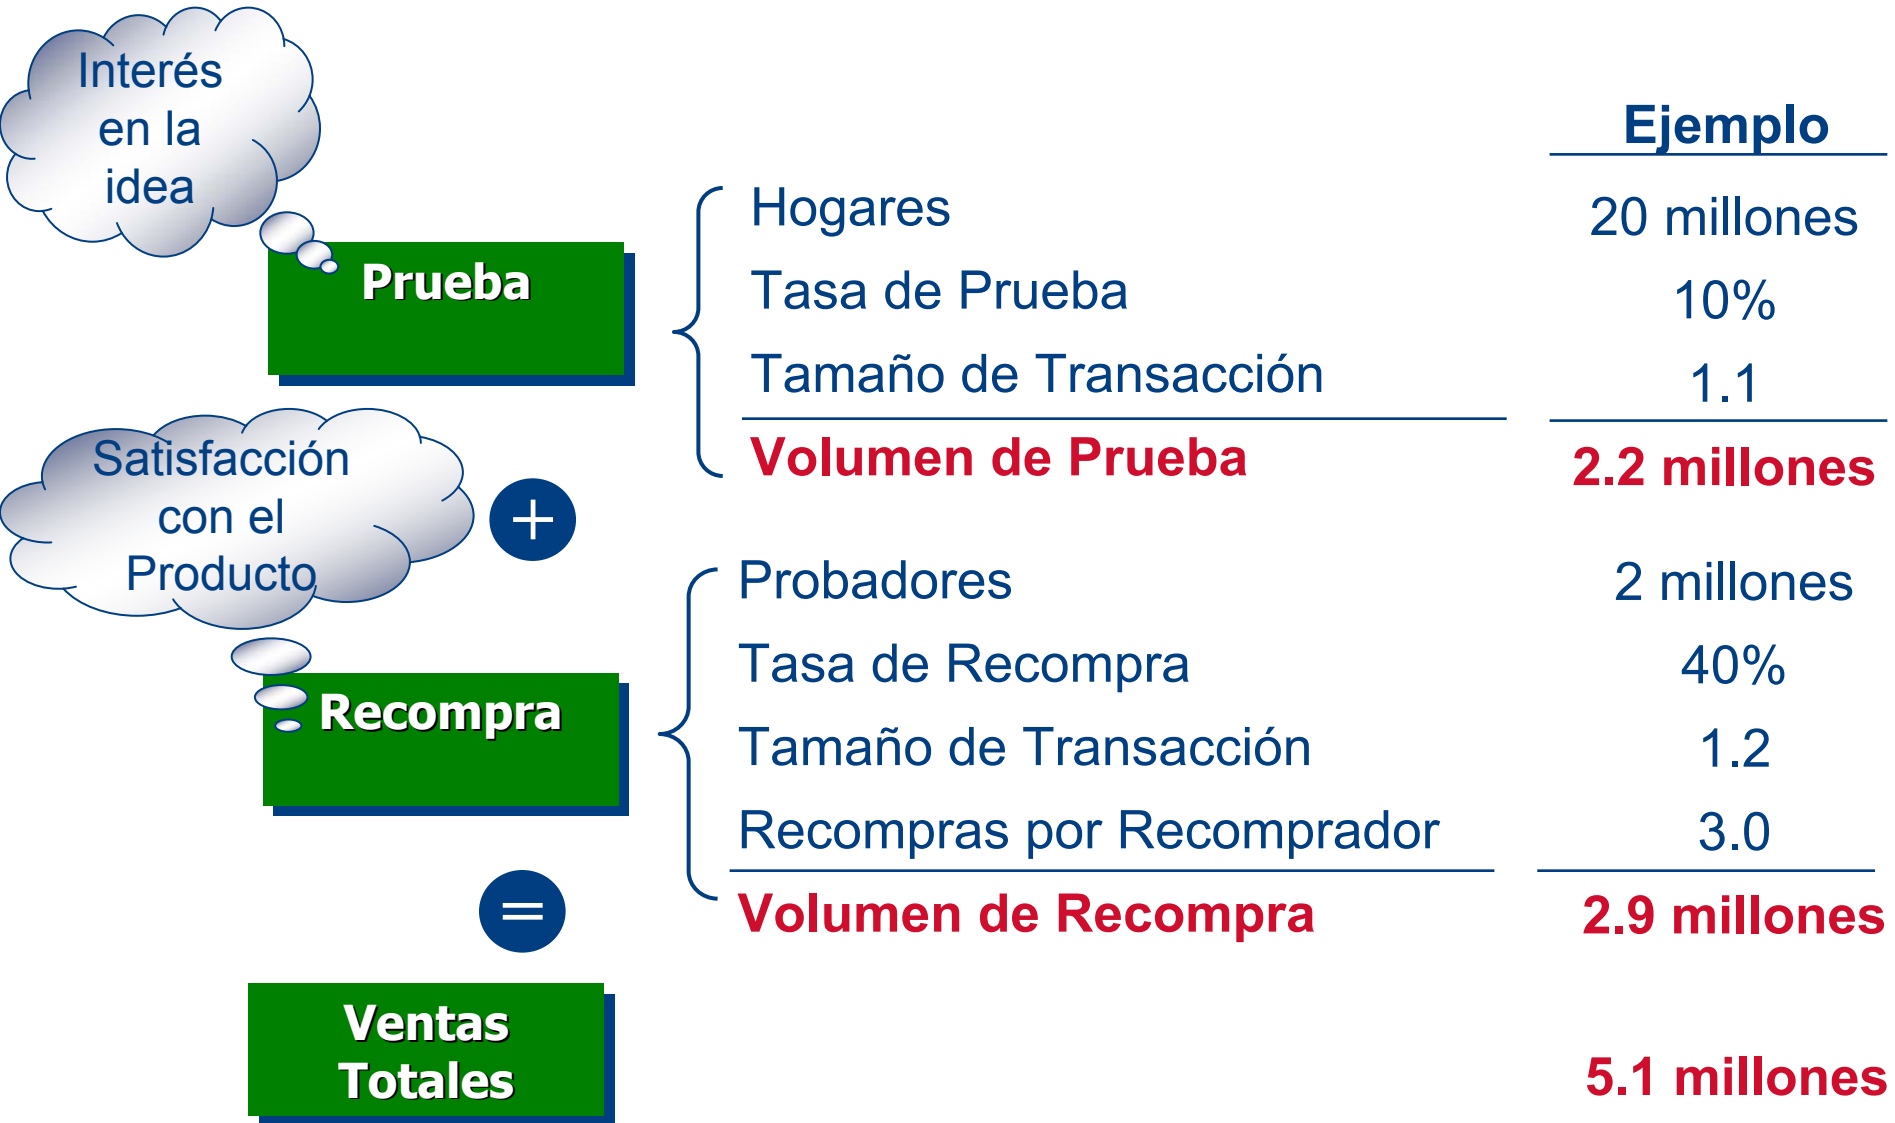 Interés
en la
idea
Ejemplo
Prueba
Hogares 20 millones
Tasa de Prueba 10%
Tamaño de Transacción 1.1
Volumen de Prueba 2.2 millones
Satisfacción
con el
Producto
+
Recompra
Probadores 2 millones
Tasa de Recompra 40%
Tamaño de Transacción 1.2
Recompras por Recomprador 3.0
Volumen de Recompra 2.9 millones
=
Ventas
Totales
5.1 millones